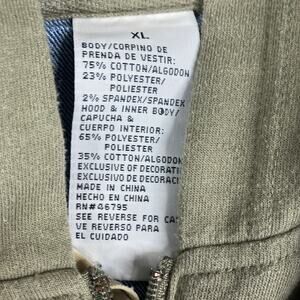 XL
BODY/CORPINO DE
PRENDA DE VESTIR:
75% COTTON/ALGODON
23% POLYESTER/
POLIESTER
2% SPANDEX/SPANDEX
HOOD & INNER BODY/
CAPUCHA &
CUERPO INTERIOR:
65% POLYESTER/
POLIESTER
35% COTTON/ALGODON
EXCLUSIVE OF DECORATI
EXCLUSIVO DE DECORACI
MADE IN CHINA
HECHO EN CHINA
RN#46795
SEE REVERSE FOR CA
VE REVERSO PARA
EL CUIDADO